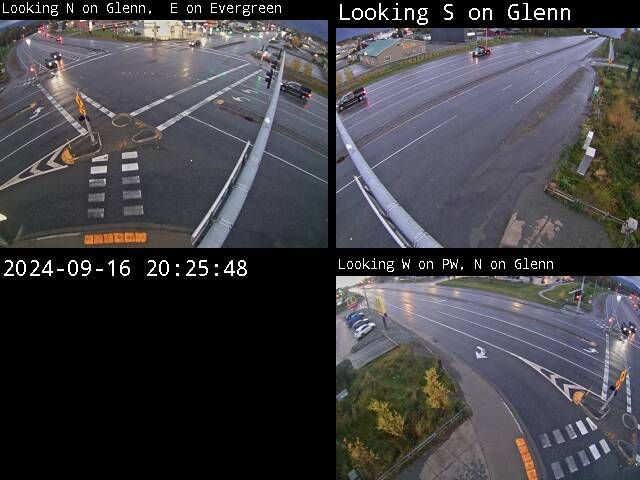 Looking N on Glenn,  E on Evergreen
Looking S on Glenn
2024-09-16 20:25:48
Looking W on PW, N on Glenn